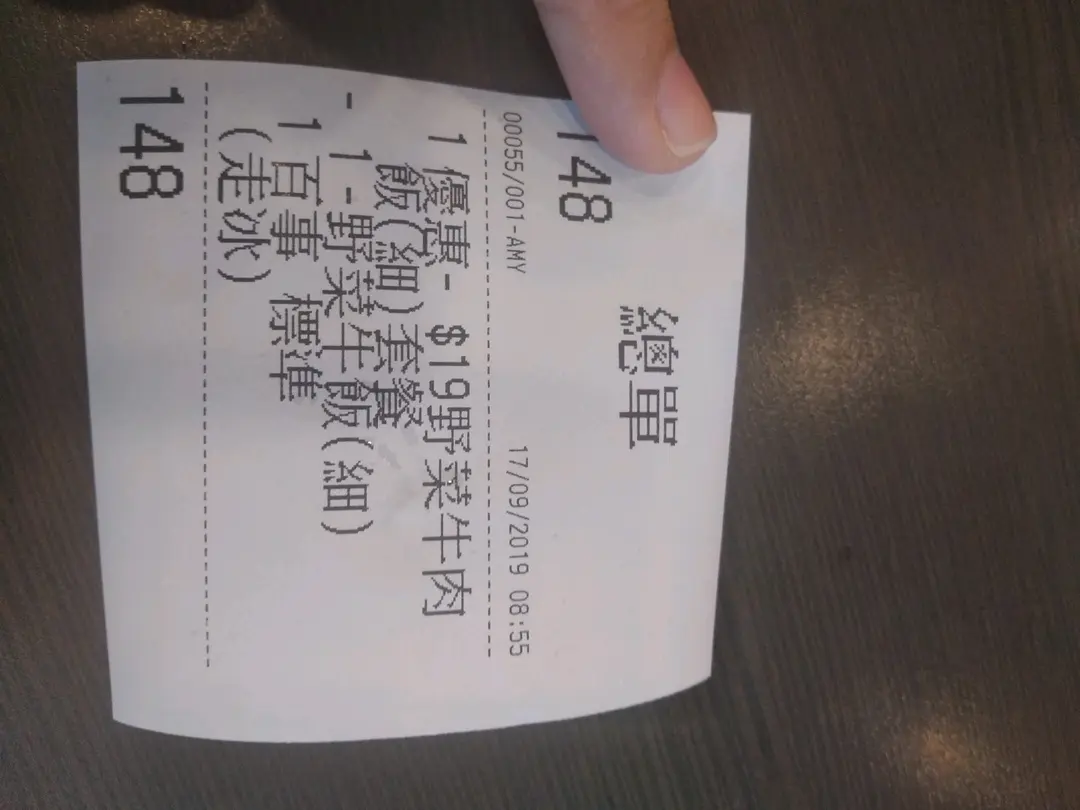 總單
148
00055/001-AMY 17/09/2019 08:55
1 優惠- $19野菜牛肉
飯(細)套餐
- 1 - 野菜牛飯(細)
1 百事 標準
(走冰)
148